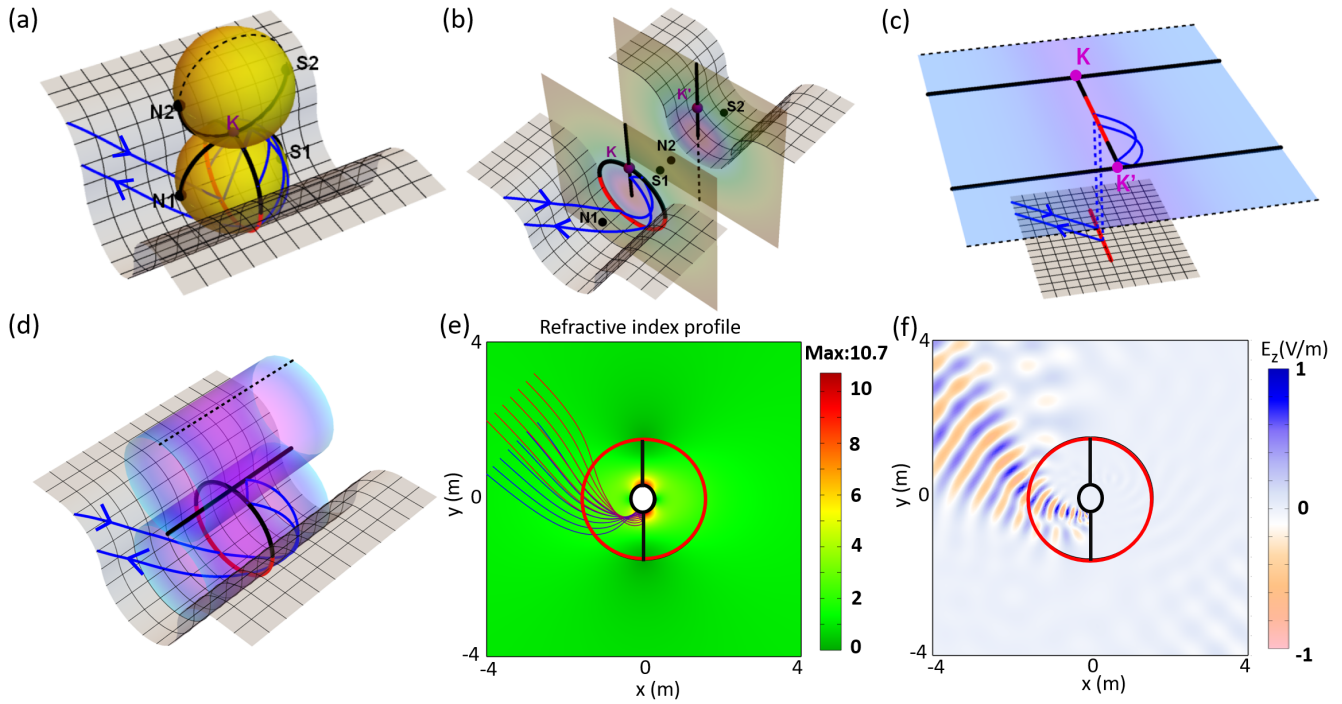 (a)
S2
N2
K
S1
N1
(b)
K'
S2
K
N2
S1
N1
(c)
K
K'
(d)
(e)
Refractive index profile
4
Max:10.7
10
8
6
4
2
0
y (m)
0
-4
-4
0
4
x (m)
(f)
4
E_z(V/m)
1
0
-1
y (m)
0
-4
-4
0
4
x (m)